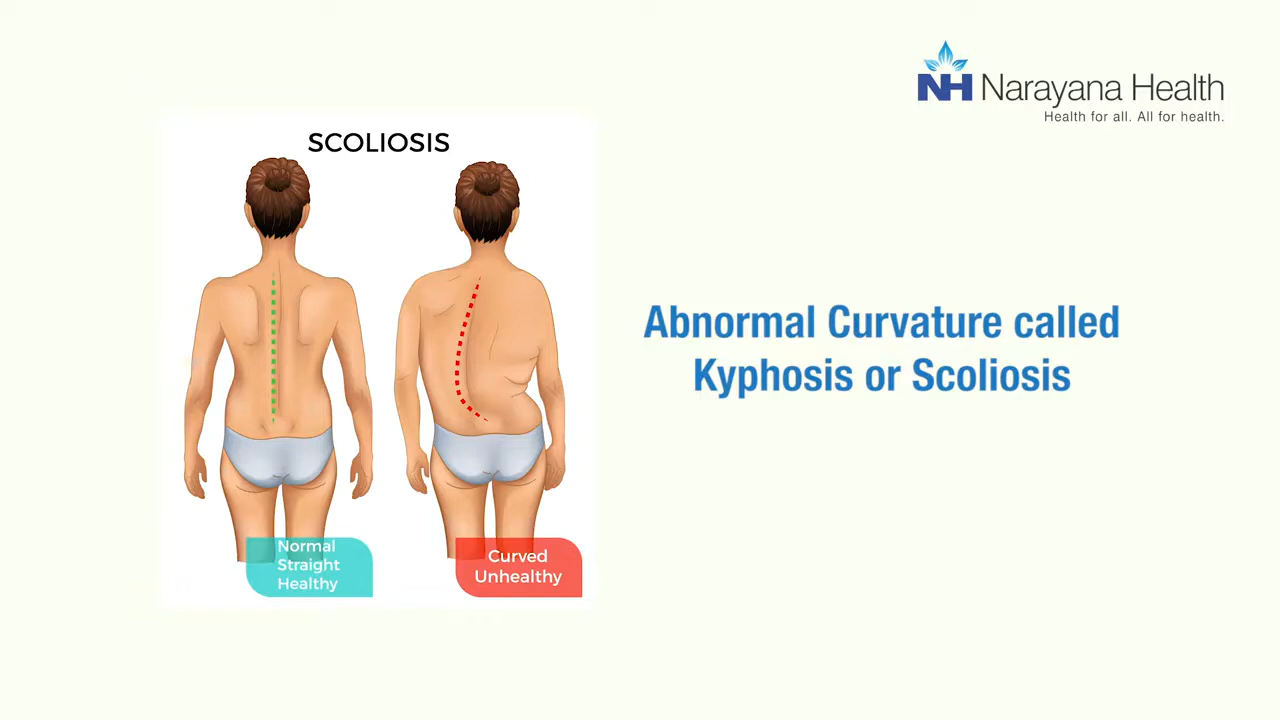 NH Narayana Health
Health for all. All for health.
SCOLIOSIS
Abnormal Curvature called
Kyphosis or Scoliosis
Normal
Straight
Healthy
Curved
Unhealthy